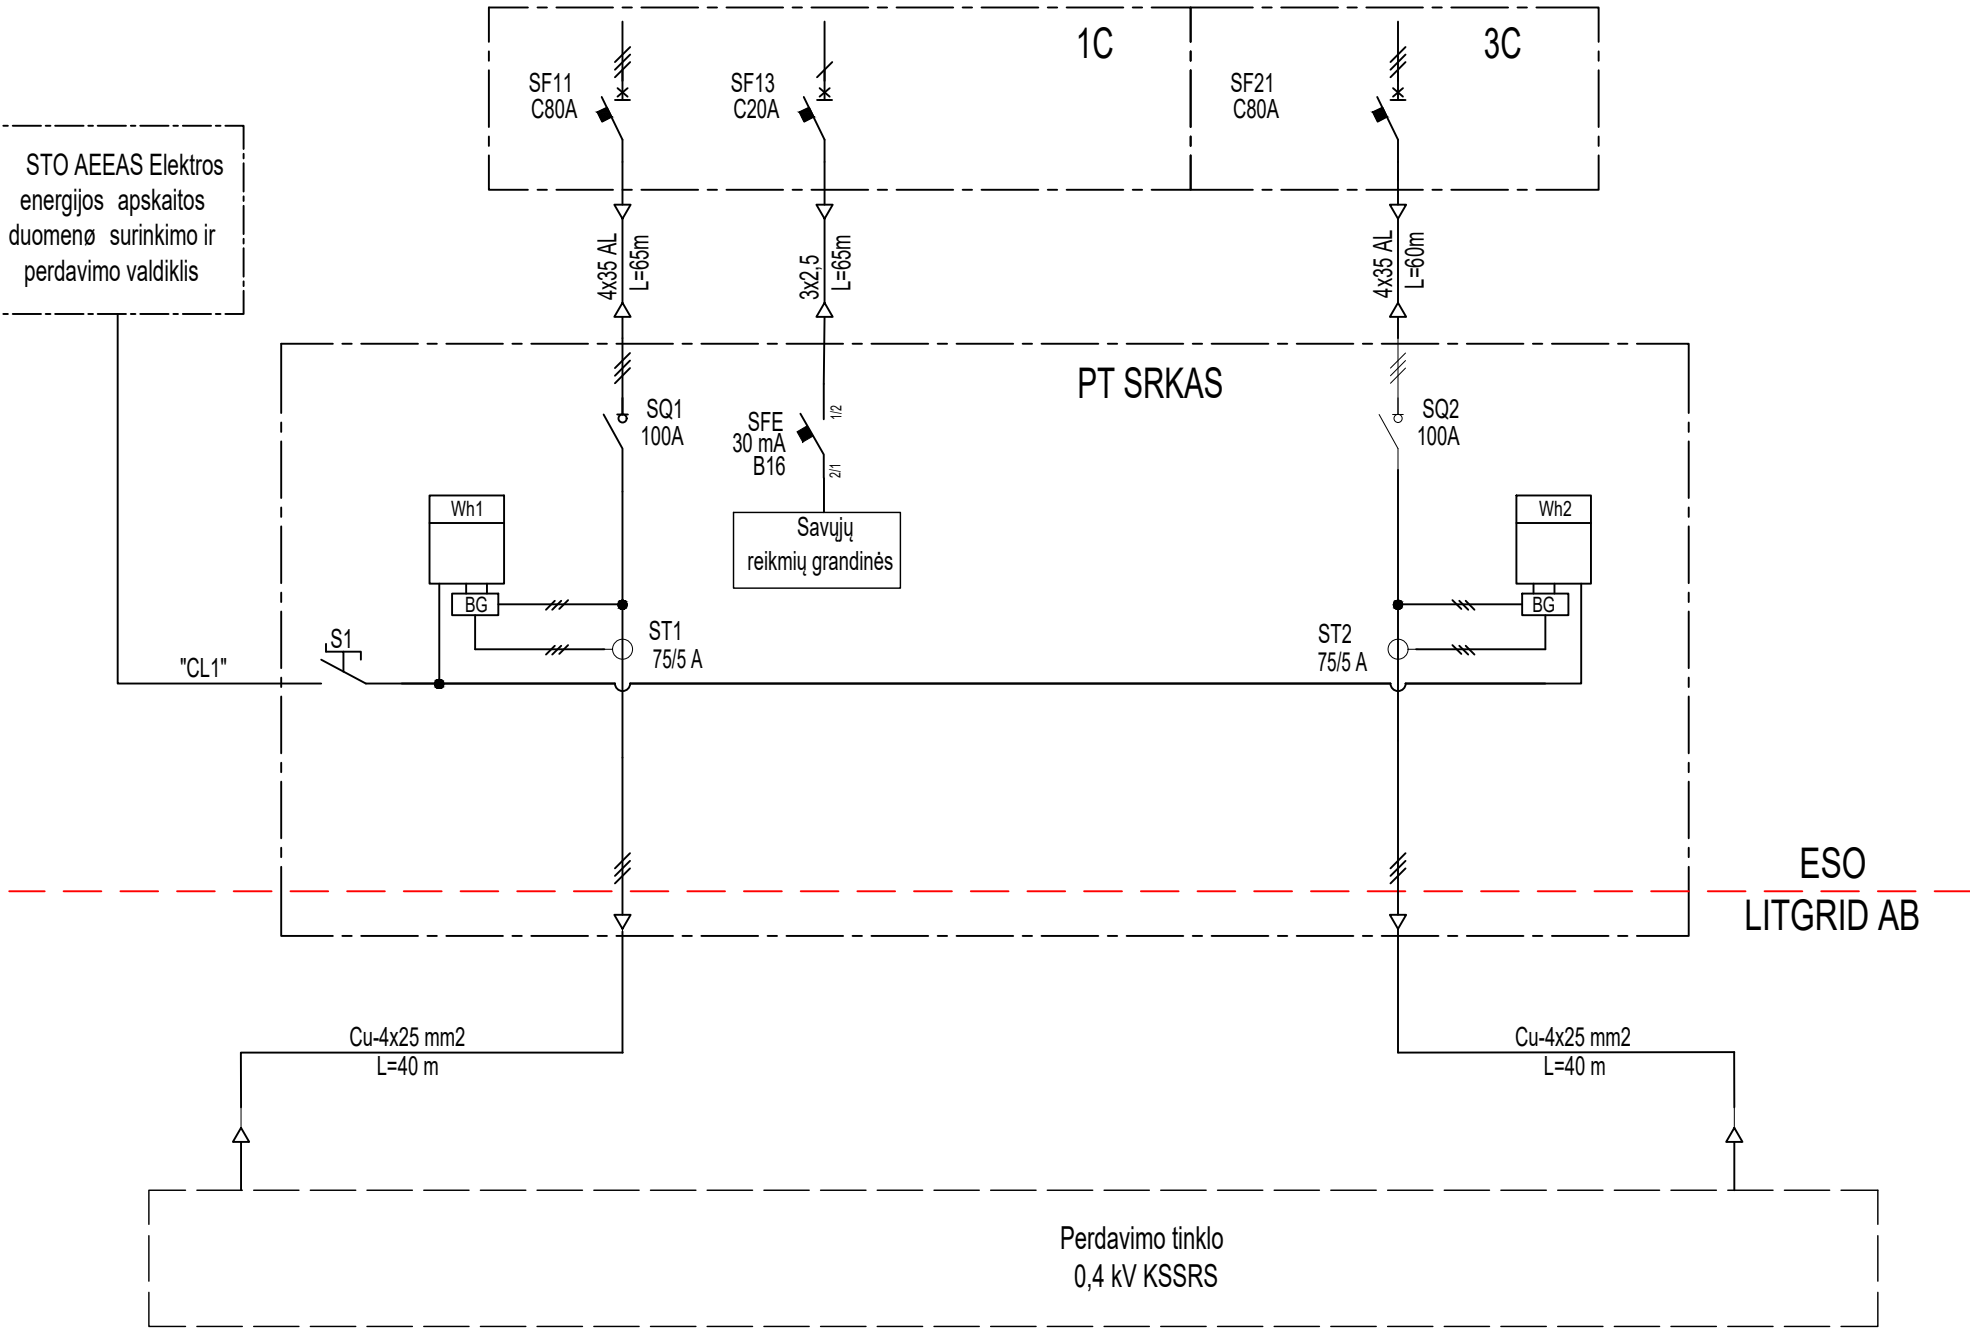 1C
3C
SF11
C80A
SF13
C20A
SF21
C80A
STO AEEAS Elektros
energijos apskaitos
duomenø surinkimo ir
perdavimo valdiklis
4x35 AL
L=65m
3x2,5
L=65m
4x35 AL
L=60m
PT SRKAS
SQ1
100A
SFE
30 mA
B16
1/2
2/1
SQ2
100A
Wh1
Savųjų
reikmių grandinės
Wh2
BG
BG
S1
ST1
75/5 A
ST2
75/5 A
"CL1"
ESO
LITGRID AB
Cu-4x25 mm2
L=40 m
Cu-4x25 mm2
L=40 m
Perdavimo tinklo
0,4 kV KSSRS